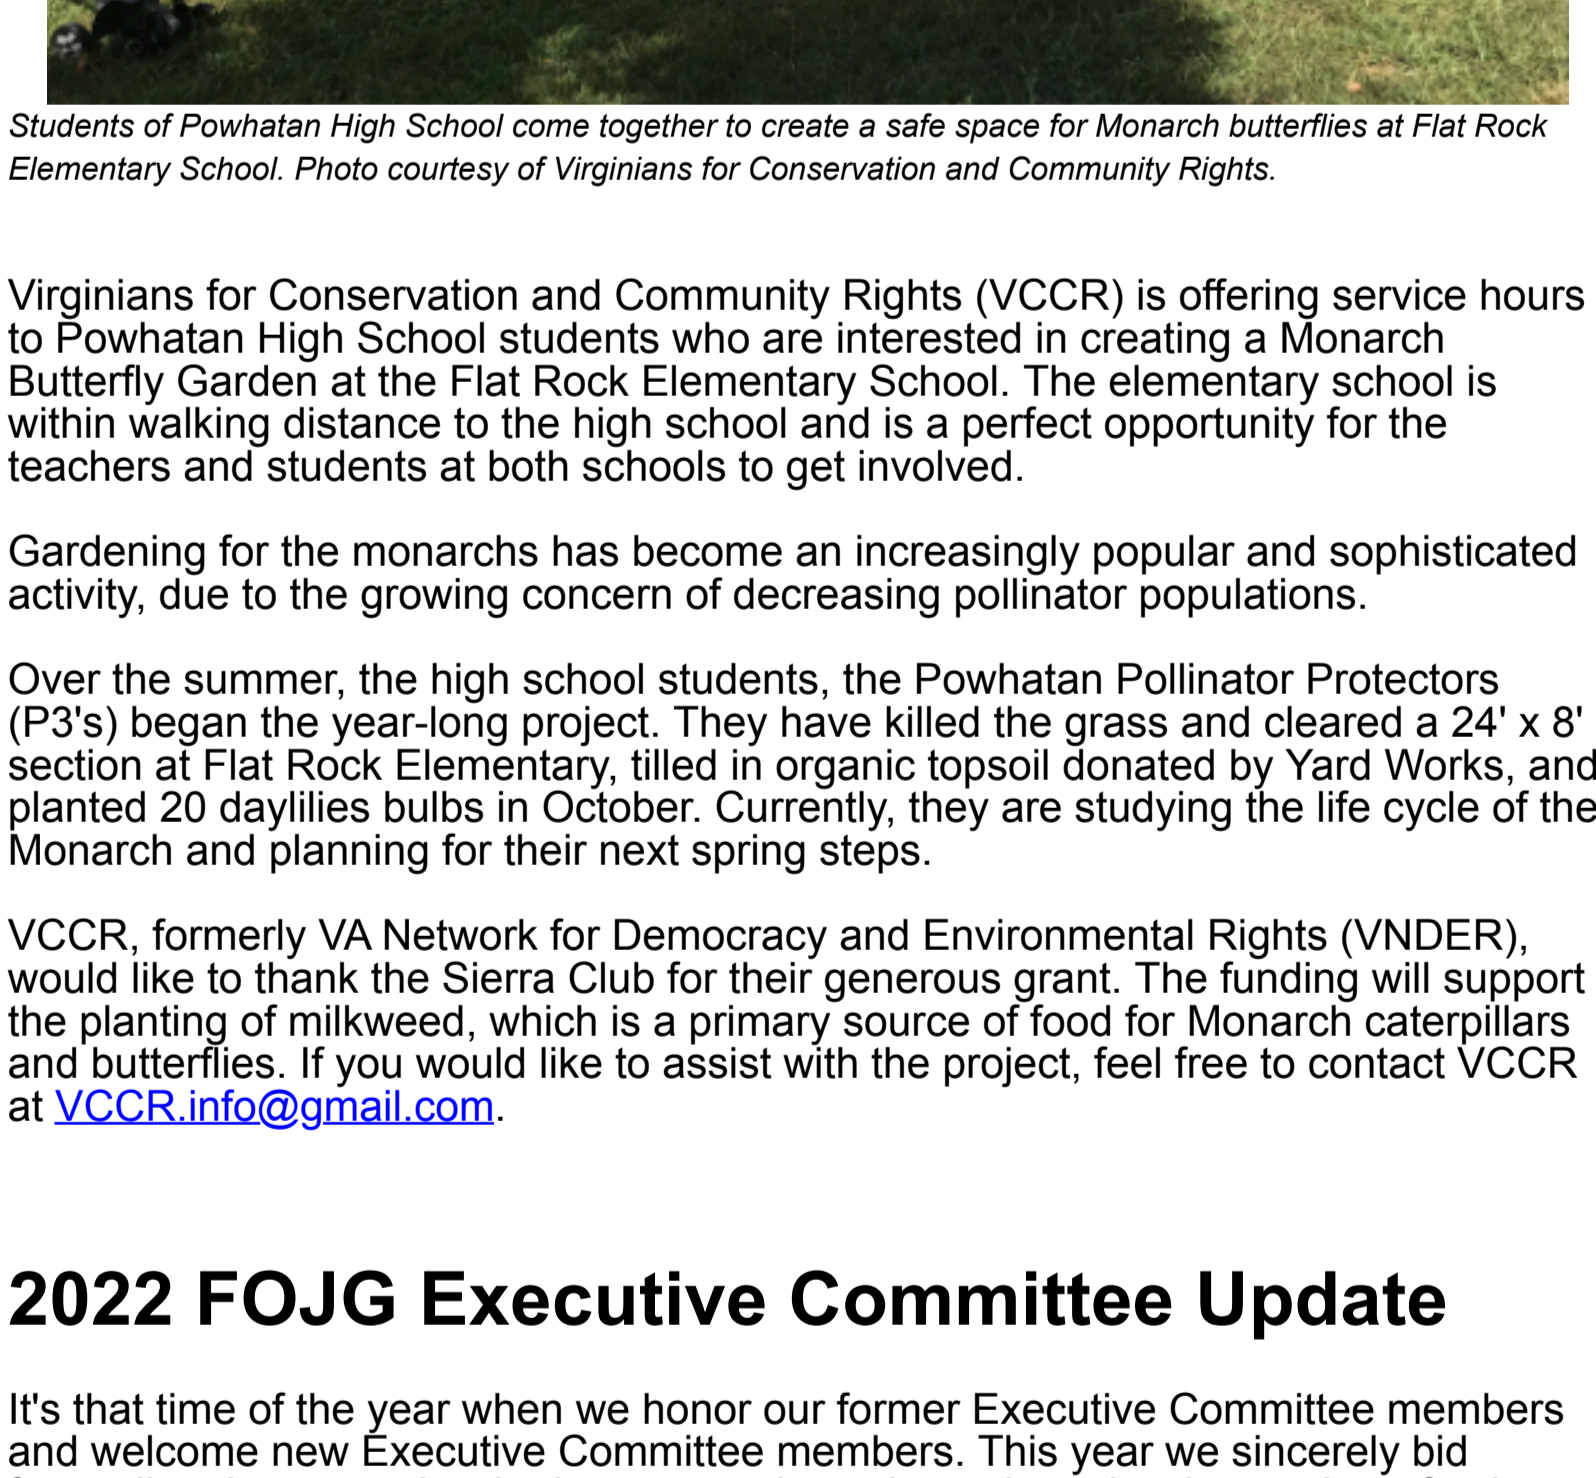 Students of Powhatan High School come together to create a safe space for Monarch butterflies at Flat Rock
Elementary School. Photo courtesy of Virginians for Conservation and Community Rights.
Virginians for Conservation and Community Rights (VCCR) is offering service hours
to Powhatan High School students who are interested in creating a Monarch
Butterfly Garden at the Flat Rock Elementary School. The elementary school is
within walking distance to the high school and is a perfect opportunity for the
teachers and students at both schools to get involved.
Gardening for the monarchs has become an increasingly popular and sophisticated
activity, due to the growing concern of decreasing pollinator populations.
Over the summer, the high school students, the Powhatan Pollinator Protectors
(P3's) began the year-long project. They have killed the grass and cleared a 24' x 8'
section at Flat Rock Elementary, tilled in organic topsoil donated by Yard Works, and
planted 20 daylilies bulbs in October. Currently, they are studying the life cycle of the
Monarch and planning for their next spring steps.
VCCR, formerly VA Network for Democracy and Environmental Rights (VNDER),
would like to thank the Sierra Club for their generous grant. The funding will support
the planting of milkweed, which is a primary source of food for Monarch caterpillars
and butterflies. If you would like to assist with the project, feel free to contact VCCR
at VCCR.info@gmail.com.
2022 FOJG Executive Committee Update
It's that time of the year when we honor our former Executive Committee members
and welcome new Executive Committee members. This year we sincerely bid